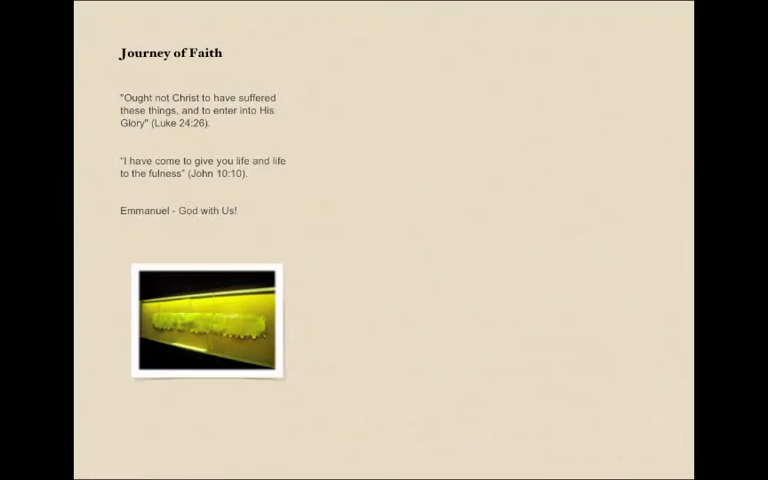 Journey of Faith
"Ought not Christ to have suffered
these things, and to enter into His
Glory" (Luke 24:26).
"I have come to give you life and life
to the fulness" (John 10:10).
Emmanuel - God with Us!